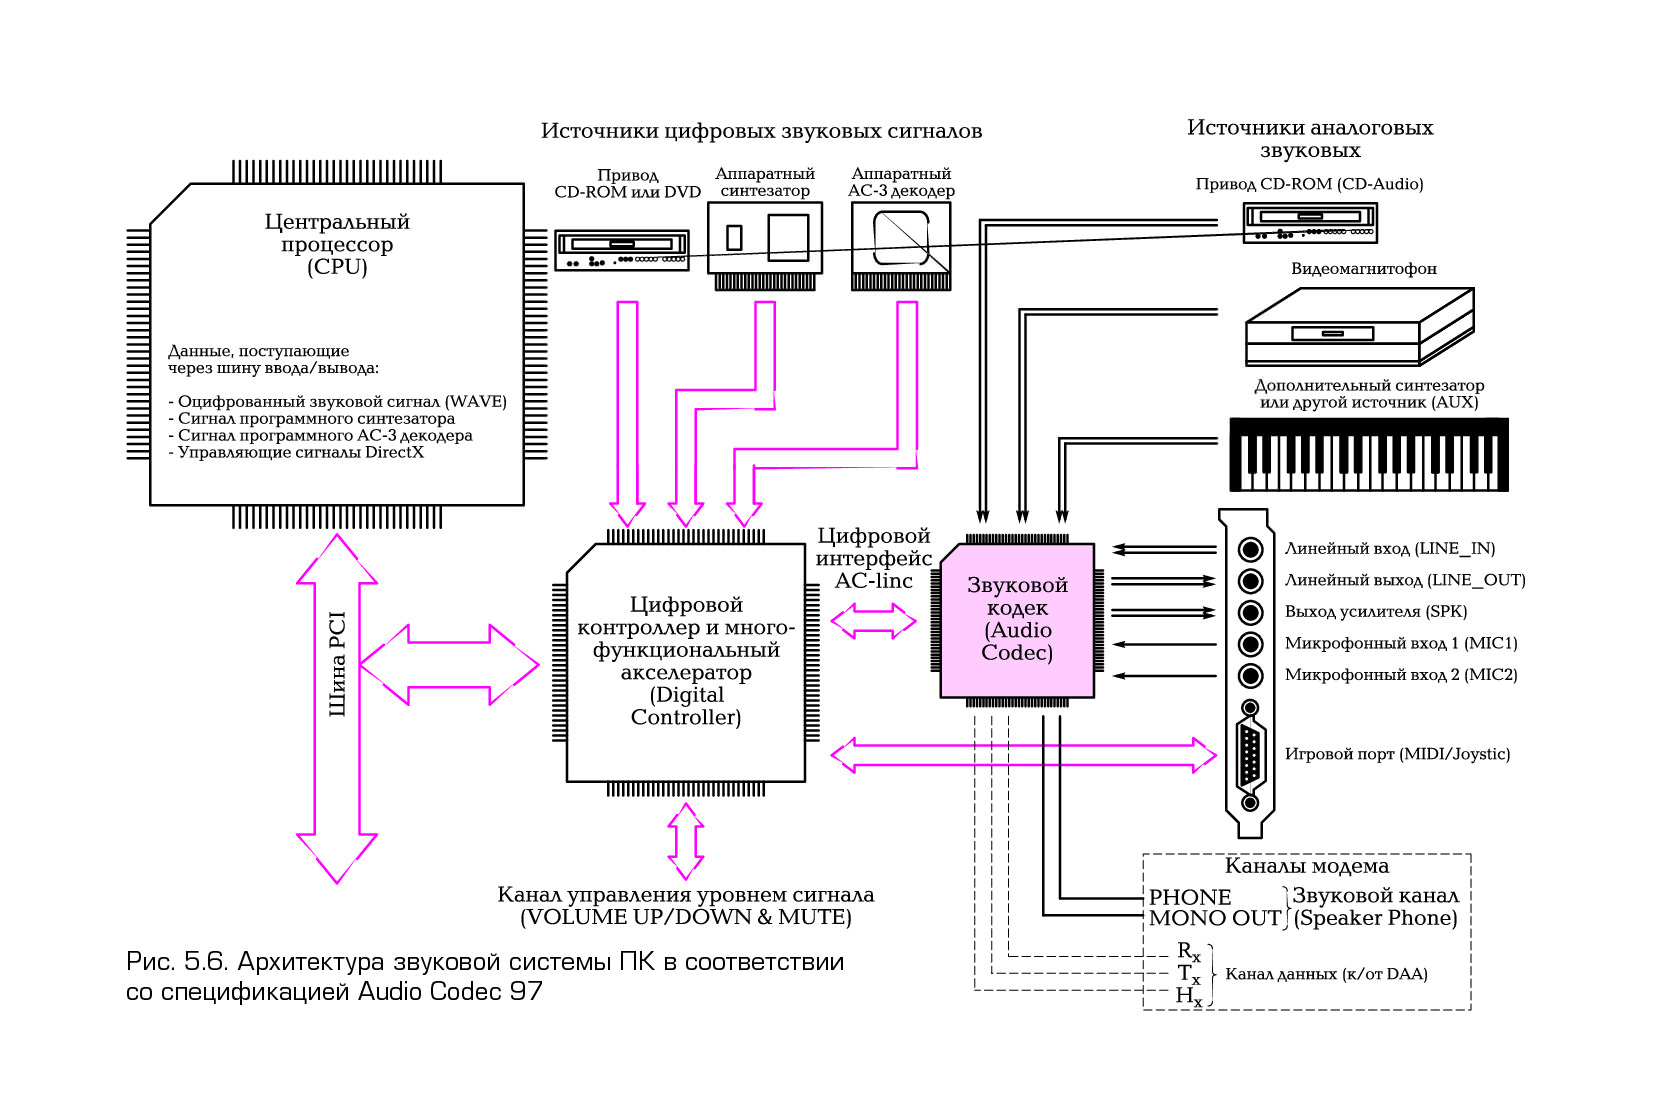 Источники цифровых звуковых сигналов
Источники аналоговых
звуковых
Привод
CD-ROM или DVD
Аппаратный
синтезатор
Аппаратный
AC-3 декодер
Привод CD-ROM (CD-Audio)
Центральный
процессор
(CPU)
Видеомагнитофон
Данные, поступающие
через шину ввода/вывода:
- Оцифрованный звуковой сигнал (WAVE)
- Сигнал программного синтезатора
- Сигнал программного AC-3 декодера
- Управляющие сигналы DirectX
Дополнительный синтезатор
или другой источник (AUX)
Цифровой
интерфейс
AC-linc
Шина PCI
Цифровой
контроллер и много-
функциональный
акселератор
(Digital
Controller)
Звуковой
кодек
(Audio
Codec)
Линейный вход (LINE_IN)
Линейный выход (LINE_OUT)
Выход усилителя (SPK)
Микрофонный вход 1 (MIC1)
Микрофонный вход 2 (MIC2)
Игровой порт (MIDI/Joystic)
Канал управления уровнем сигнала
(VOLUME UP/DOWN & MUTE)
Каналы модема
PHONE
MONO OUT
Звуковой канал
(Speaker Phone)
Rx
Tx
Hx
Канал данных (к/от DAA)
Рис. 5.6. Архитектура звуковой системы ПК в соответствии
со спецификацией Audio Codec 97